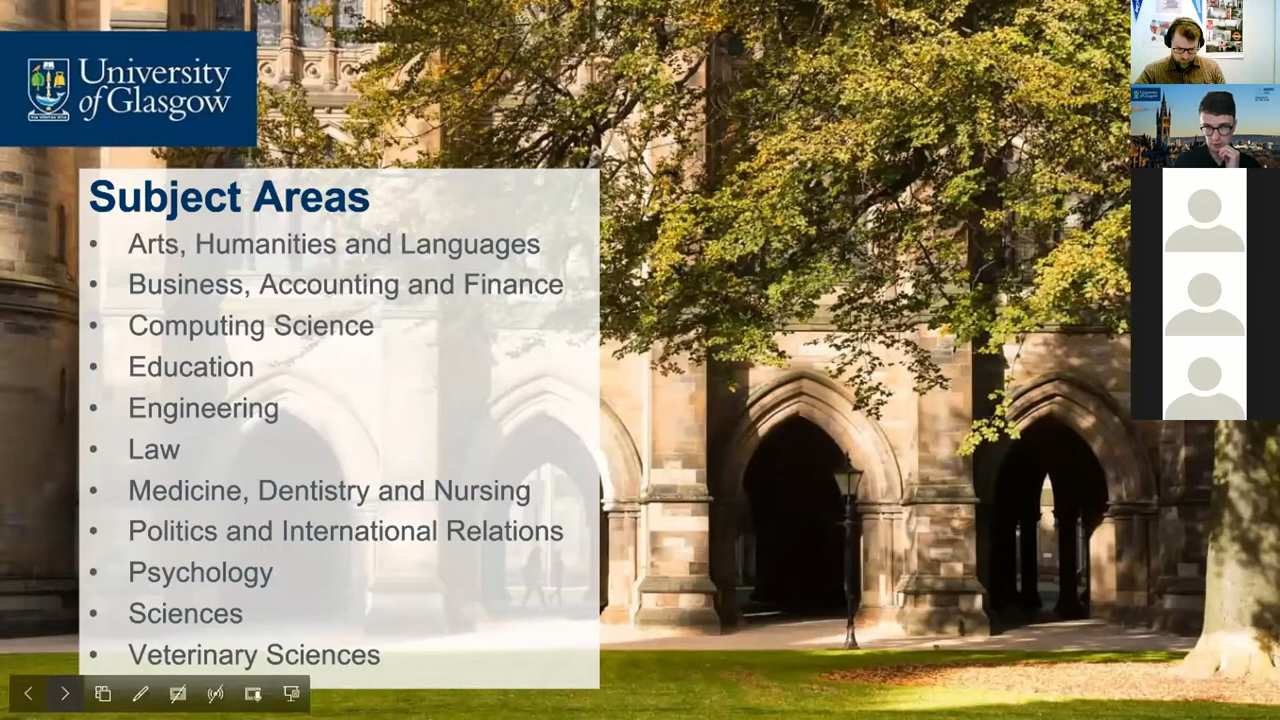 University
of Glasgow
Subject Areas
• Arts, Humanities and Languages
• Business, Accounting and Finance
• Computing Science
• Education
• Engineering
• Law
• Medicine, Dentistry and Nursing
• Politics and International Relations
• Psychology
• Sciences
• Veterinary Sciences